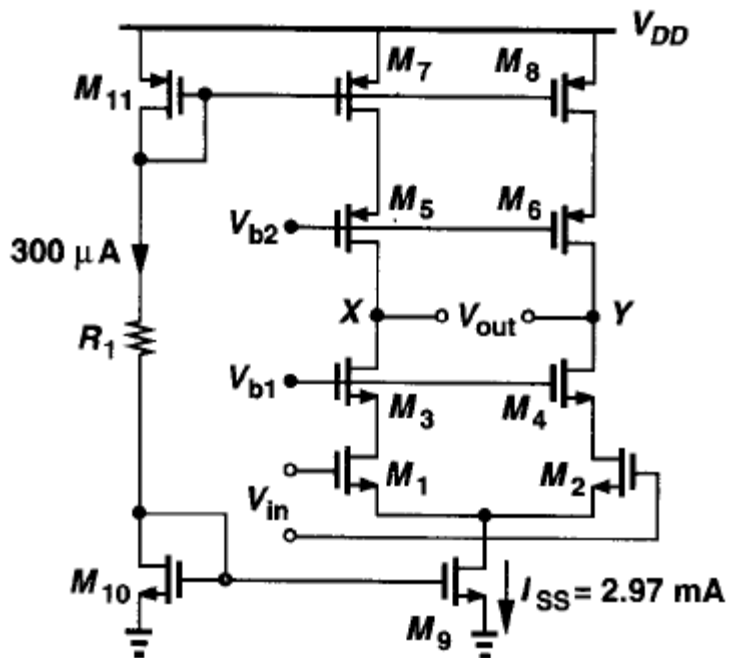 V_DD
M_7
M_8
M_11
M_5
M_6
V_b2
300 μA
X
V_out
Y
R_1
V_b1
M_3
M_4
M_1
M_2
V_in
M_10
I_SS = 2.97 mA
M_9